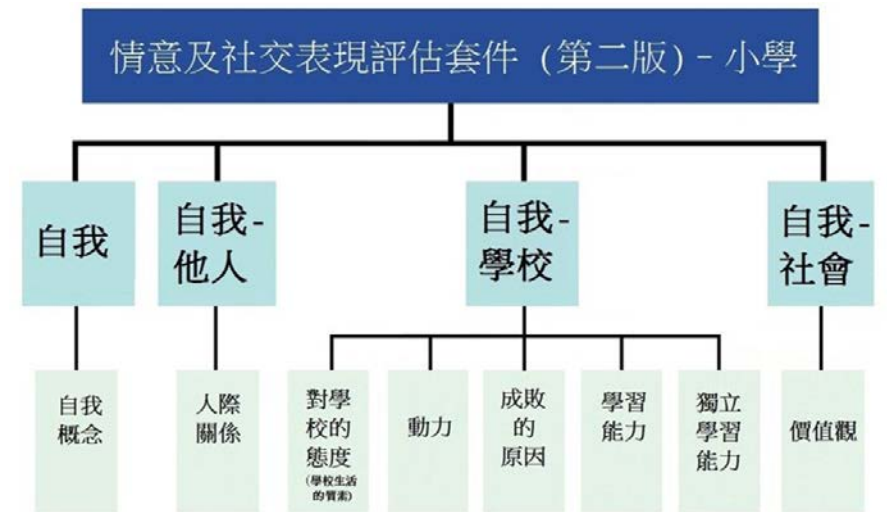 情意及社交表現評估套件 (第二版) - 小學
自我
自我-
他人
自我-
學校
自我-
社會
自我
概念
人際
關係
對學
校的
態度
(學校生活
的質素)
動力
成敗
的
原因
學習
能力
獨立
學習
能力
價值觀